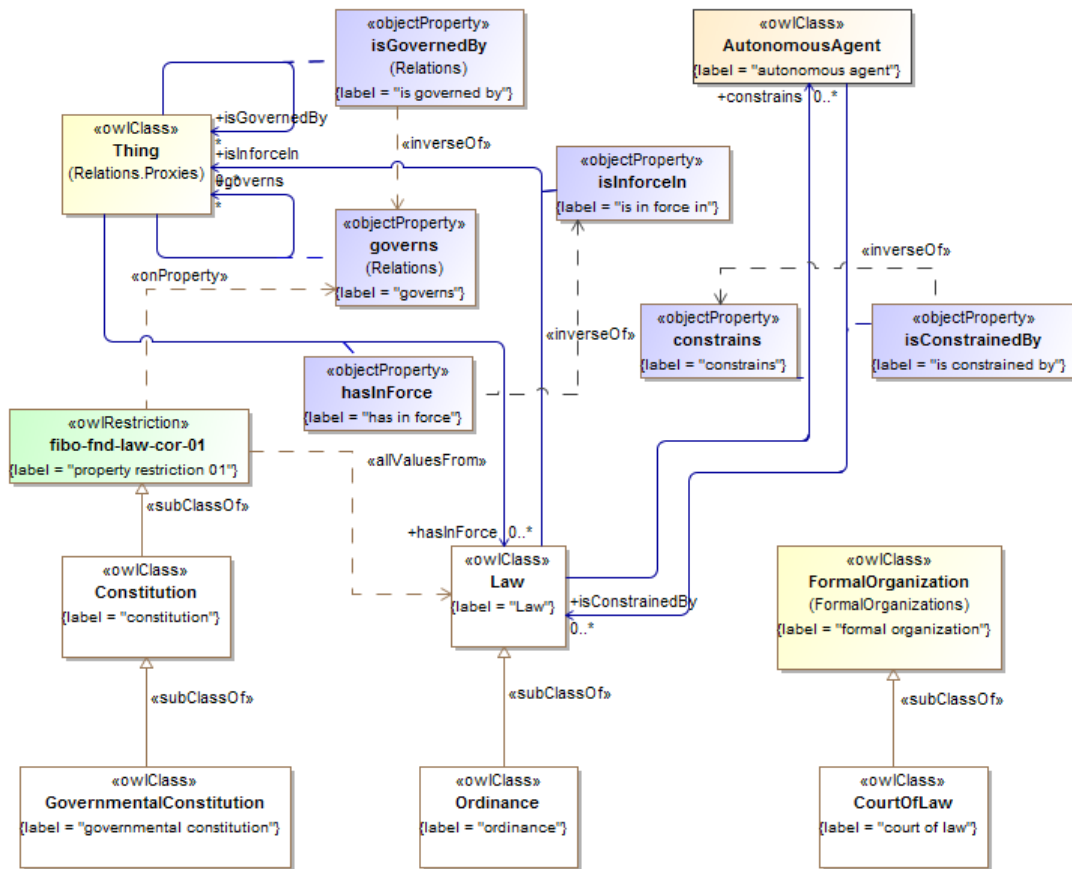 «objectProperty»
isGovernedBy
(Relations)
{label = "is governed by"}
«owlClass»
AutonomousAgent
{label = "autonomous agent"}
+constrains
0..*
+isGovernedBy
*
«owlClass»
Thing
(Relations.Proxies)
+isInforceIn
+governs
*
«inverseOf»
«objectProperty»
isInforceIn
{label = "is in force in"}
«objectProperty»
governs
(Relations)
{label = "governs"}
«onProperty»
«inverseOf»
«inverseOf»
«objectProperty»
constrains
{label = "constrains"}
«objectProperty»
isConstrainedBy
{label = "is constrained by"}
«objectProperty»
hasInForce
{label = "has in force"}
«owlRestriction»
fibo-fnd-law-cor-01
{label = "property restriction 01"}
«allValuesFrom»
«subClassOf»
+hasInForce
0..*
«owlClass»
Constitution
{label = "constitution"}
«owlClass»
Law
{label = "Law"}
+isConstrainedBy
0..*
«owlClass»
FormalOrganization
(FormalOrganizations)
{label = "formal organization"}
«subClassOf»
«subClassOf»
«subClassOf»
«owlClass»
GovernmentalConstitution
{label = "governmental constitution"}
«owlClass»
Ordinance
{label = "ordinance"}
«owlClass»
CourtOfLaw
{label = "court of law"}